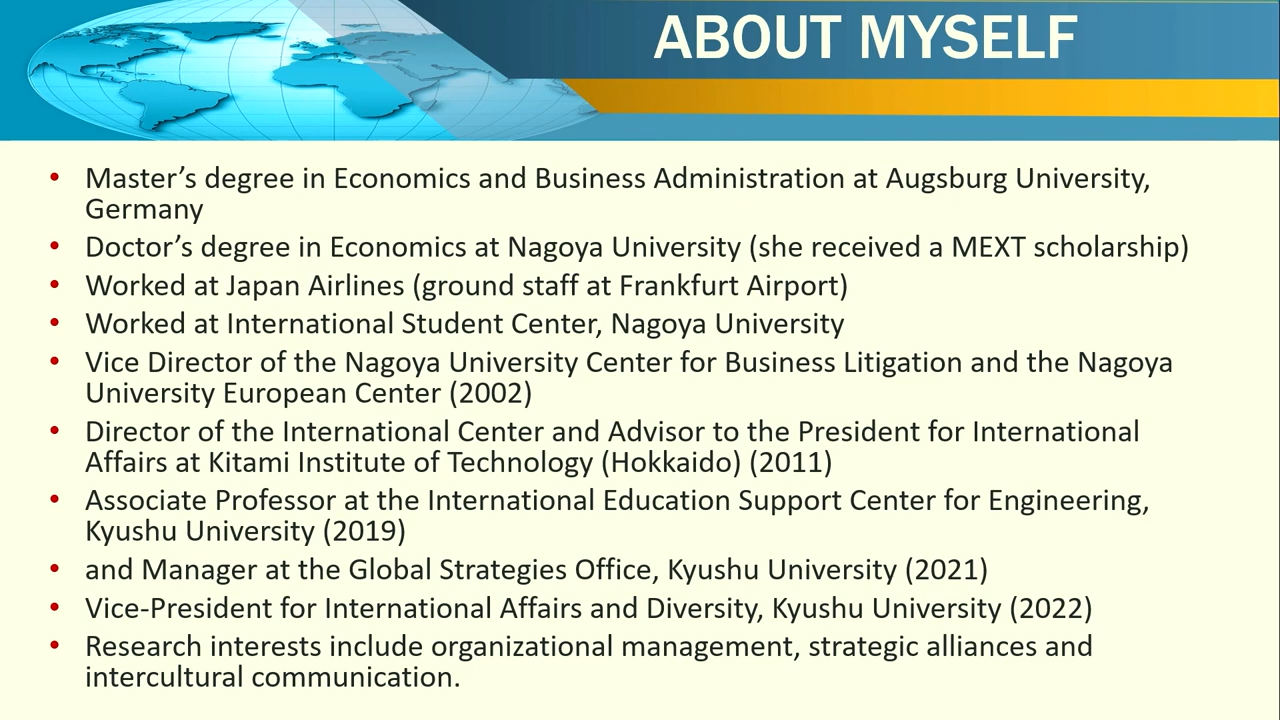 ABOUT MYSELF
• Master’s degree in Economics and Business Administration at Augsburg University,
Germany
• Doctor’s degree in Economics at Nagoya University (she received a MEXT scholarship)
• Worked at Japan Airlines (ground staff at Frankfurt Airport)
• Worked at International Student Center, Nagoya University
• Vice Director of the Nagoya University Center for Business Litigation and the Nagoya
University European Center (2002)
• Director of the International Center and Advisor to the President for International
Affairs at Kitami Institute of Technology (Hokkaido) (2011)
• Associate Professor at the International Education Support Center for Engineering,
Kyushu University (2019)
• and Manager at the Global Strategies Office, Kyushu University (2021)
• Vice-President for International Affairs and Diversity, Kyushu University (2022)
• Research interests include organizational management, strategic alliances and
intercultural communication.